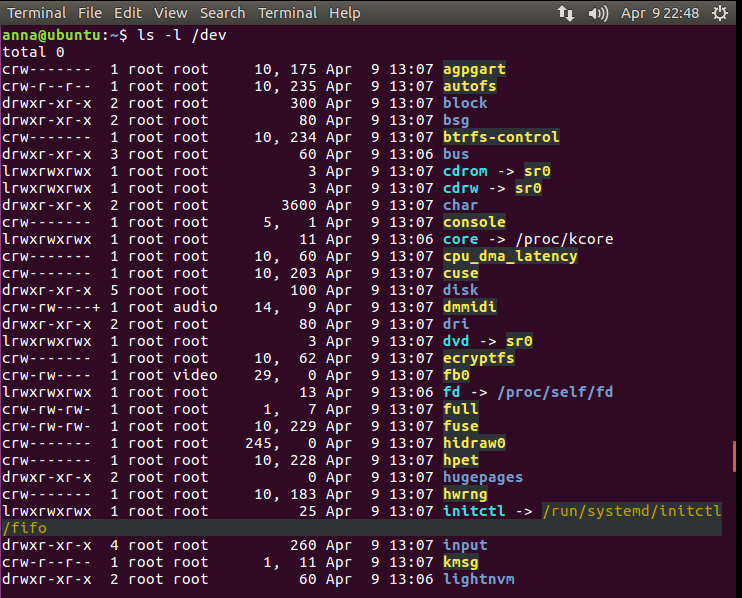 Terminal File Edit View Search Terminal Help Apr 9 22:48
anna@ubuntu:~$ ls -l /dev
total 0
crw------- 1 root root 10, 175 Apr 9 13:07 agpgart
crw-r--r-- 1 root root 10, 235 Apr 9 13:07 autofs
drwxr-xr-x 2 root root 300 Apr 9 13:07 block
drwxr-xr-x 2 root root 80 Apr 9 13:07 bsg
crw------- 1 root root 10, 234 Apr 9 13:07 btrfs-control
drwxr-xr-x 3 root root 60 Apr 9 13:06 bus
lrwxrwxrwx 1 root root 3 Apr 9 13:07 cdrom -> sr0
lrwxrwxrwx 1 root root 3 Apr 9 13:07 cdrw -> sr0
drwxr-xr-x 2 root root 3600 Apr 9 13:07 char
crw------- 1 root root 5, 1 Apr 9 13:07 console
lrwxrwxrwx 1 root root 11 Apr 9 13:06 core -> /proc/kcore
crw------- 1 root root 10, 60 Apr 9 13:07 cpu_dma_latency
crw------- 1 root root 10, 203 Apr 9 13:07 cuse
drwxr-xr-x 5 root root 100 Apr 9 13:07 disk
crw-rw----+ 1 root audio 14, 9 Apr 9 13:07 dmmidi
drwxr-xr-x 2 root root 80 Apr 9 13:07 dri
lrwxrwxrwx 1 root root 3 Apr 9 13:07 dvd -> sr0
crw------- 1 root root 10, 62 Apr 9 13:07 ecryptfs
crw-rw---- 1 root video 29, 0 Apr 9 13:07 fb0
lrwxrwxrwx 1 root root 13 Apr 9 13:06 fd -> /proc/self/fd
crw-rw-rw- 1 root root 1, 7 Apr 9 13:07 full
crw-rw-rw- 1 root root 10, 229 Apr 9 13:07 fuse
crw------- 1 root root 245, 0 Apr 9 13:07 hidraw0
crw------- 1 root root 10, 228 Apr 9 13:07 hpet
drwxr-xr-x 2 root root 0 Apr 9 13:07 hugepages
crw------- 1 root root 10, 183 Apr 9 13:07 hwrng
lrwxrwxrwx 1 root root 25 Apr 9 13:07 initctl -> /run/systemd/initctl
/fifo
drwxr-xr-x 4 root root 260 Apr 9 13:07 input
crw-r--r-- 1 root root 1, 11 Apr 9 13:07 kmsg
drwxr-xr-x 2 root root 60 Apr 9 13:06 lightnvm